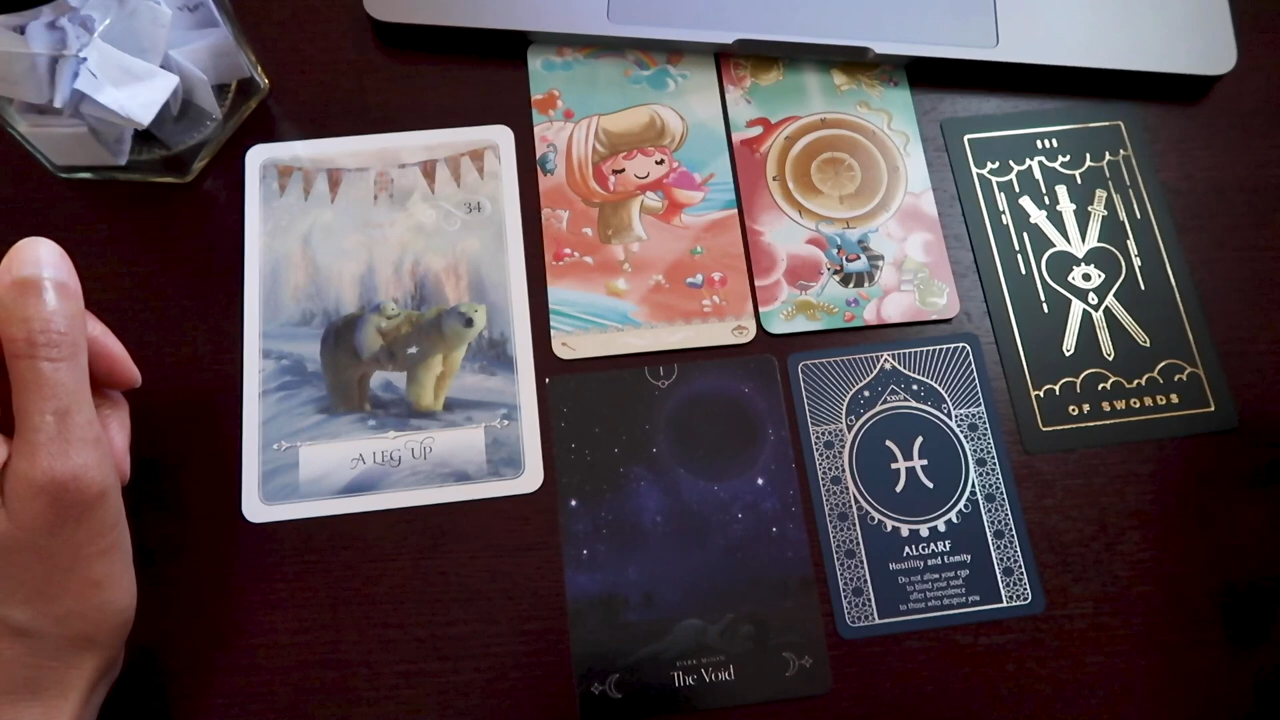 34
A LEG UP
III
OF SWORDS
I
DARK MOON
The Void
XXVII
ALGARF
Hostility and Enmity
Do not allow your ego
to blind your soul,
offer benevolence
to those who despise you